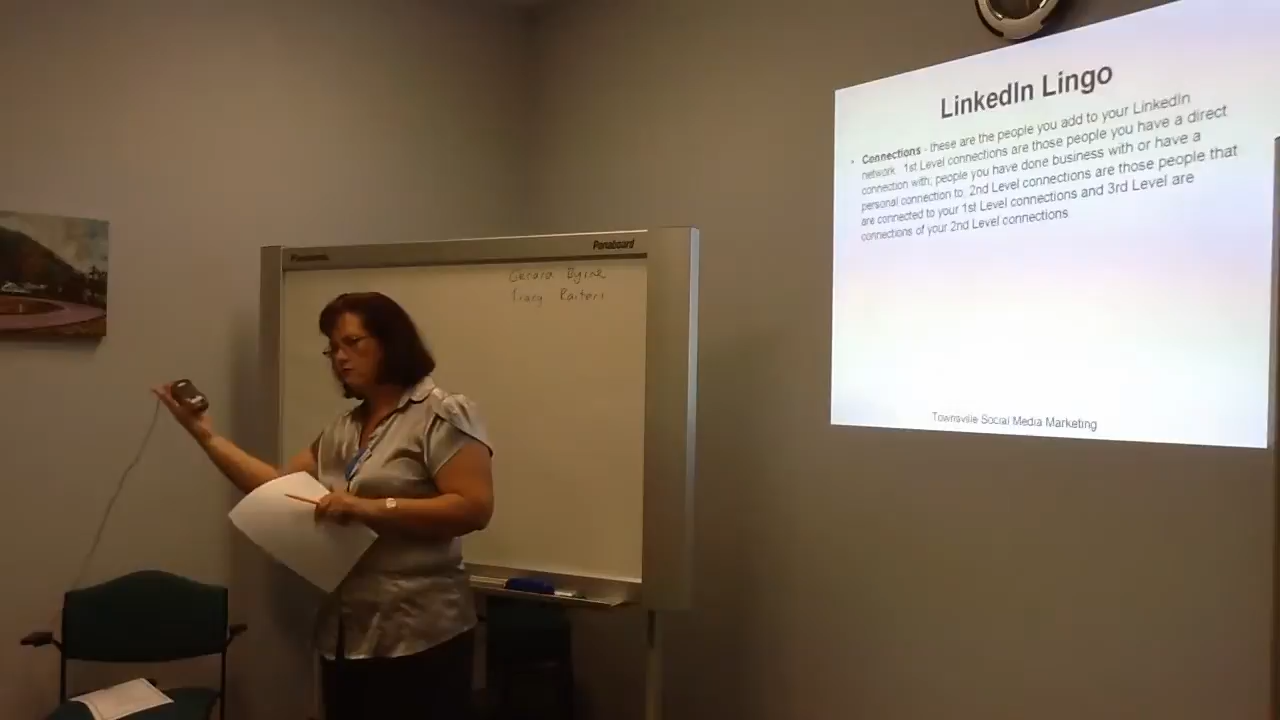 LinkedIn Lingo
• Connections - these are the people you add to your LinkedIn
network. 1st Level connections are those people you have a direct
connection with; people you have done business with or have a
personal connection to. 2nd Level connections are those people that
are connected to your 1st Level connections and 3rd Level are
connections of your 2nd Level connections
Townsville Social Media Marketing
Panasonic
Panaboard
Byrne
Tracy Raiteri